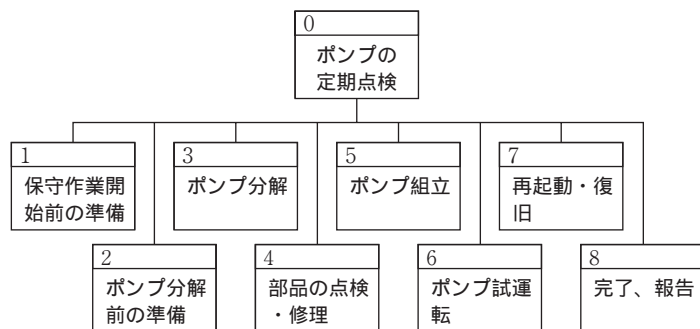 0
ポンプの
定期点検
1
保守作業開
始前の準備
2
ポンプ分解
前の準備
3
ポンプ分解
4
部品の点検
・修理
5
ポンプ組立
6
ポンプ試運
転
7
再起動・復
旧
8
完了、報告